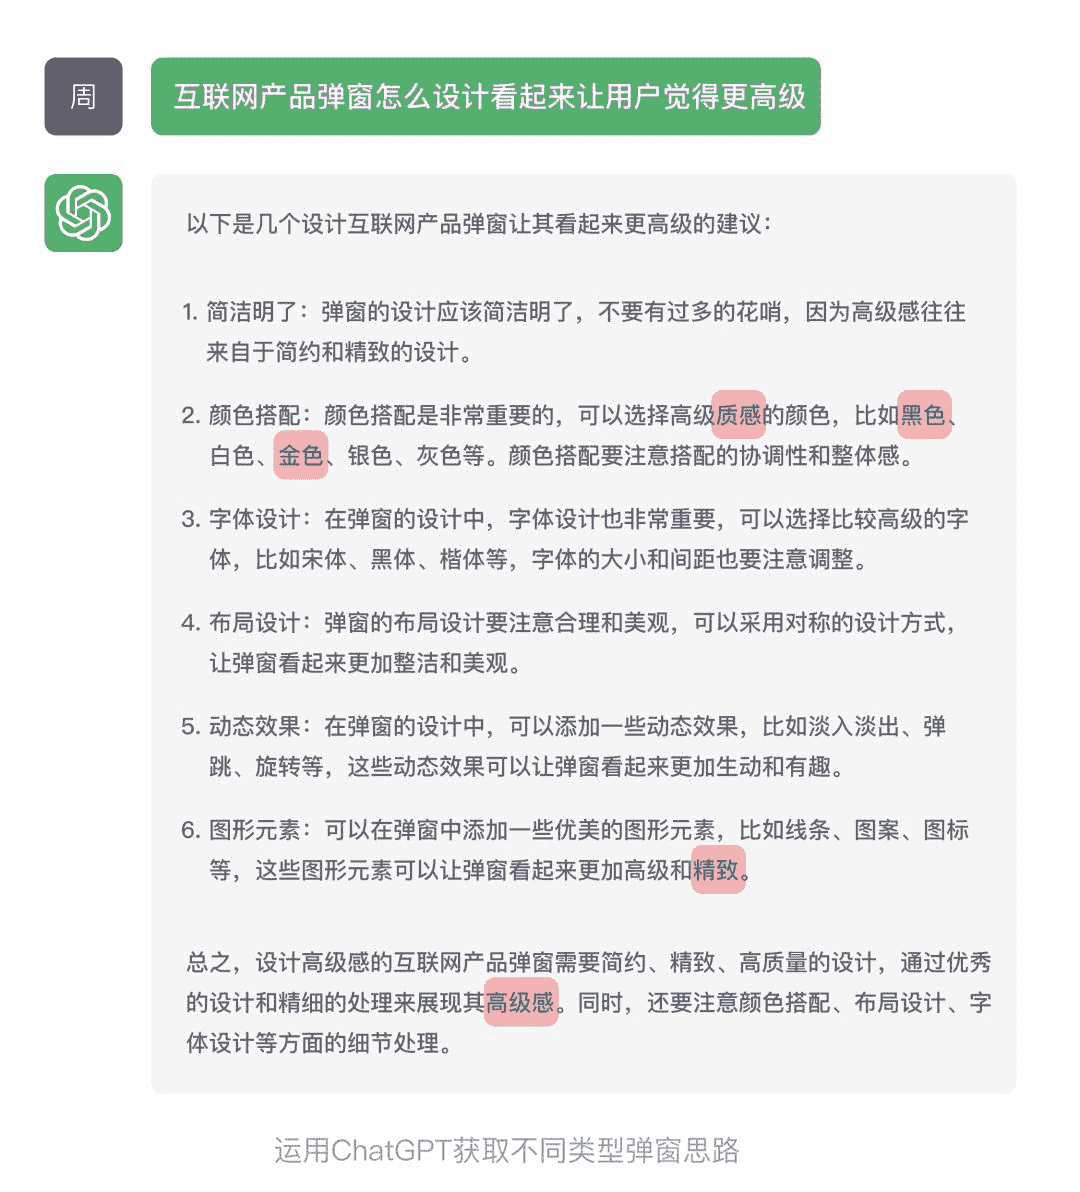 周
互联网产品弹窗怎么设计看起来让用户觉得更高级
以下是几个设计互联网产品弹窗让其看起来更高级的建议：
1. 简洁明了：弹窗的设计应该简洁明了，不要有过多的花哨，因为高级感往往
来自于简约和精致的设计。
2. 颜色搭配：颜色搭配是非常重要的，可以选择高级质感的颜色，比如黑色、
白色、金色、银色、灰色等。颜色搭配要注意搭配的协调性和整体感。
3. 字体设计：在弹窗的设计中，字体设计也非常重要，可以选择比较高级的字
体，比如宋体、黑体、楷体等，字体的大小和间距也要注意调整。
4. 布局设计：弹窗的布局设计要注意合理和美观，可以采用对称的设计方式，
让弹窗看起来更加整洁和美观。
5. 动态效果：在弹窗的设计中，可以添加一些动态效果，比如淡入淡出、弹
跳、旋转等，这些动态效果可以让弹窗看起来更加生动和有趣。
6. 图形元素：可以在弹窗中添加一些优美的图形元素，比如线条、图案、图标
等，这些图形元素可以让弹窗看起来更加高级和精致。
总之，设计高级感的互联网产品弹窗需要简约、精致、高质量的设计，通过优秀
的设计和精细的处理来展现其高级感。同时，还要注意颜色搭配、布局设计、字
体设计等方面的细节处理。
运用ChatGPT获取不同类型弹窗思路